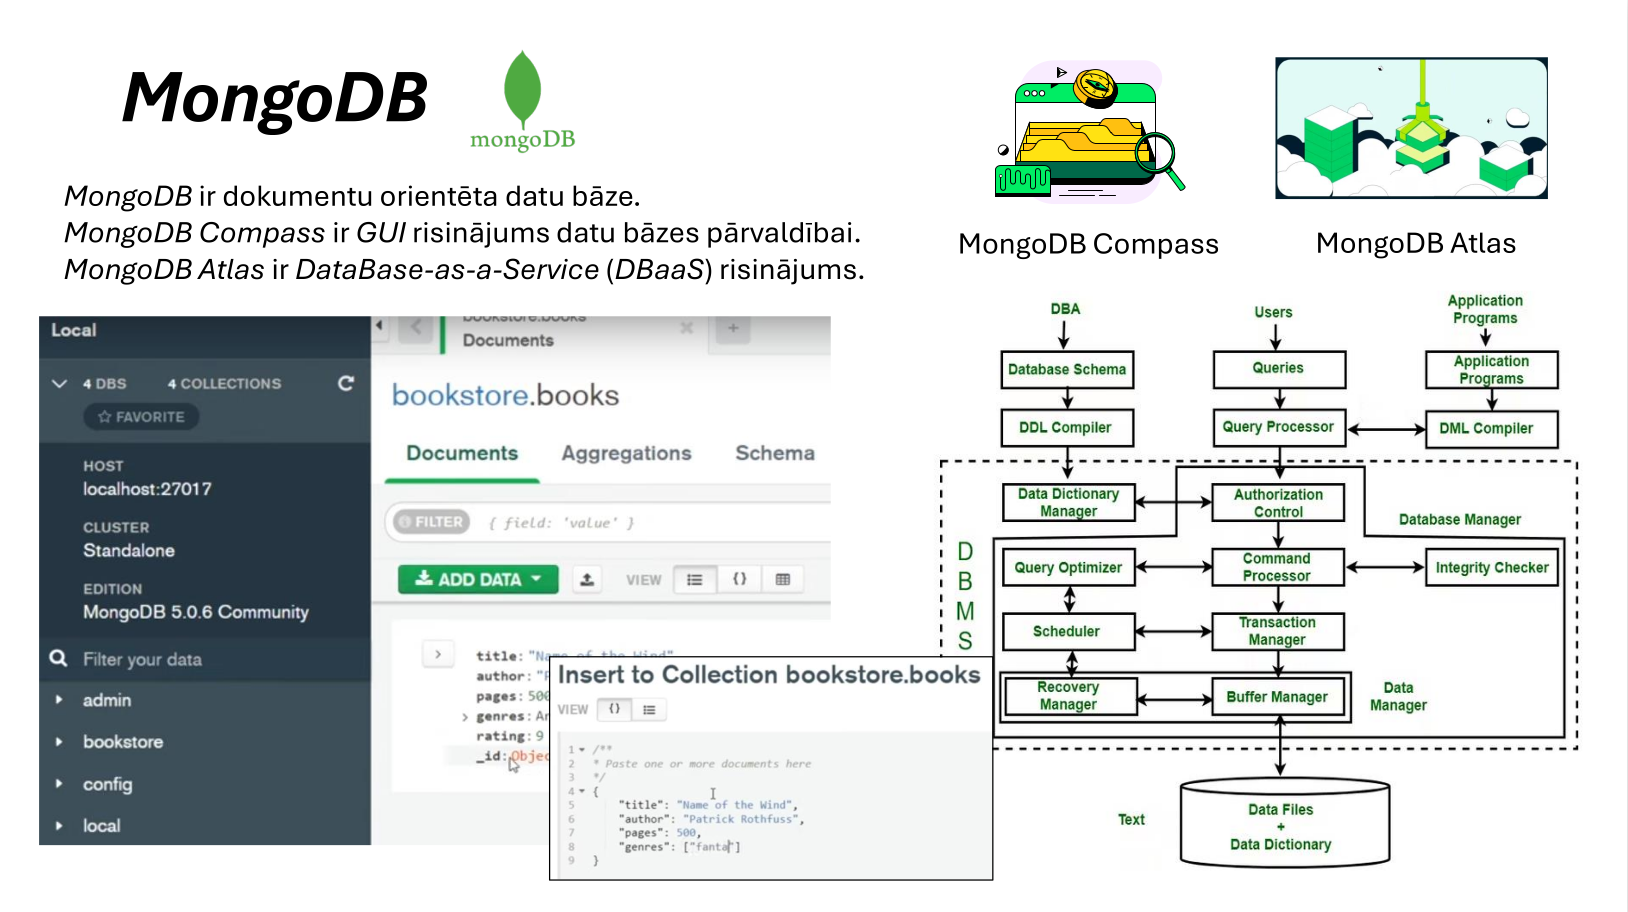 MongoDB
mongoDB
MongoDB ir dokumentu orientēta datu bāze.
MongoDB Compass ir GUI risinājums datu bāzes pārvaldībai.
MongoDB Atlas ir DataBase-as-a-Service (DBaaS) risinājums.
MongoDB Compass
MongoDB Atlas
Local
4 DBS 4 COLLECTIONS
FAVORITE
HOST
localhost:27017
CLUSTER
Standalone
EDITION
MongoDB 5.0.6 Community
Filter your data
admin
bookstore
config
local
bookstore.books
Documents
bookstore.books
Documents Aggregations Schema
FILTER { field: 'value' }
ADD DATA VIEW {}
title: "Name of the Wind"
author: "P
pages: 500
genres: Ar
rating: 9
_id: Objec
Insert to Collection bookstore.books
VIEW {}
1 /**
2 * Paste one or more documents here
3 */
4 {
5 "title": "Name of the Wind",
6 "author": "Patrick Rothfuss",
7 "pages": 500,
8 "genres": ["fanta"]
9 }
DBA
Users
Application
Programs
Database Schema
Queries
Application
Programs
DDL Compiler
Query Processor
DML Compiler
Data Dictionary
Manager
Authorization
Control
Database Manager
D
B
M
S
Query Optimizer
Command
Processor
Integrity Checker
Scheduler
Transaction
Manager
Recovery
Manager
Buffer Manager
Data
Manager
Text
Data Files
+
Data Dictionary